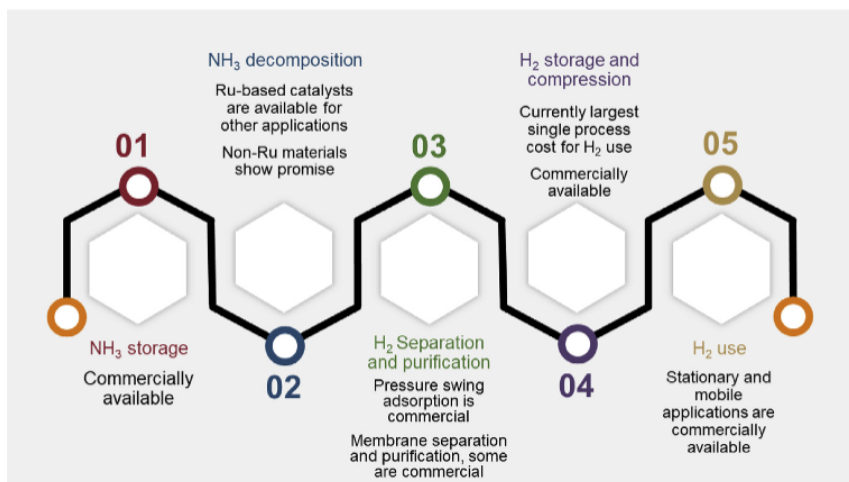 01
NH₃ storage
Commercially
available
NH₃ decomposition
Ru-based catalysts
are available for
other applications
Non-Ru materials
show promise
02
03
H₂ Separation
and purification
Pressure swing
adsorption is
commercial
Membrane separation
and purification, some
are commercial
H₂ storage and
compression
Currently largest
single process
cost for H₂ use
Commercially
available
04
05
H₂ use
Stationary and
mobile
applications are
commercially
available